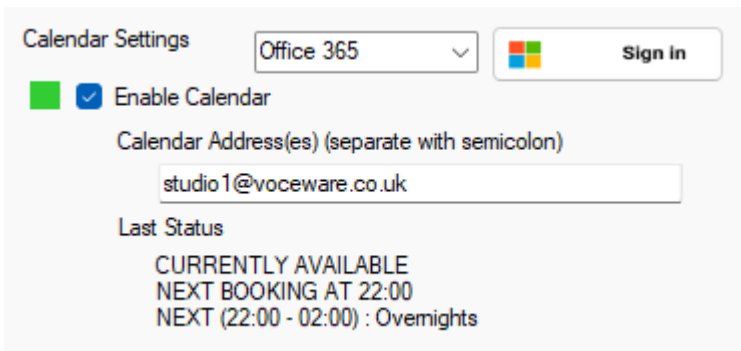 Calendar Settings
Office 365
Sign in
Enable Calendar
Calendar Address(es) (separate with semicolon)
studio1@voceware.co.uk
Last Status
CURRENTLY AVAILABLE
NEXT BOOKING AT 22:00
NEXT (22:00 - 02:00) : Overnights